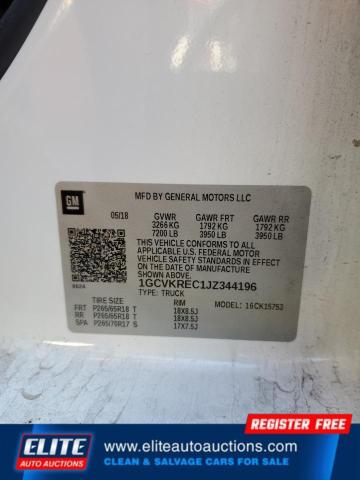 GM
MFD BY GENERAL MOTORS LLC
05/18 GVWR GAWR FRT GAWR RR
3266 KG 1792 KG 1792 KG
7200 LB 3950 LB 3950 LB
THIS VEHICLE CONFORMS TO ALL
APPLICABLE U.S. FEDERAL MOTOR
VEHICLE SAFETY STANDARDS IN
EFFECT ON THE DATE OF MANUFACTURE
SHOWN ABOVE.
1GCVKREC1JZ344196
TYPE: TRUCK
TIRE SIZE RIM MODEL: 16CK15753
FRT P265/65R18 T 18X8.5J
RR P265/65R18 T 18X8.5J
SPA P265/70R17 S 17X7.5J
REGISTER FREE
ELITE
AUTO AUCTIONS
www.eliteautoauctions.com
CLEAN & SALVAGE CARS FOR SALE